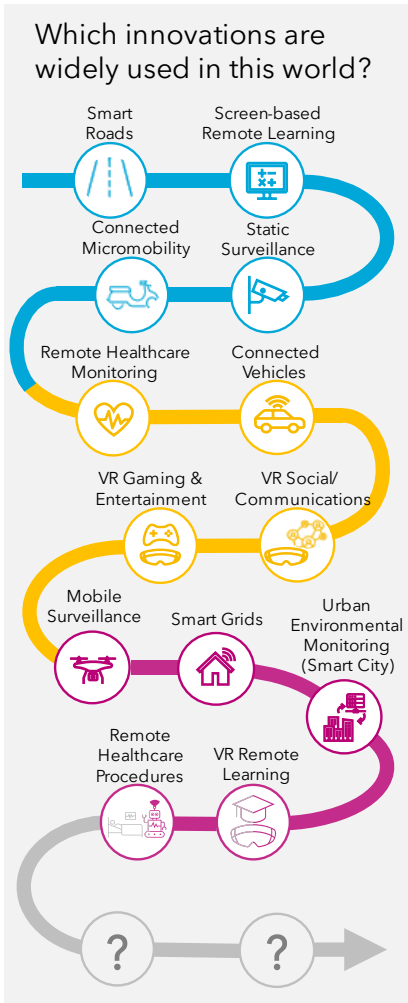 Which innovations are
widely used in this world?
Smart
Roads
Screen-based
Remote Learning
Connected
Micromobility
Static
Surveillance
Remote Healthcare
Monitoring
Connected
Vehicles
VR Gaming &
Entertainment
VR Social/
Communications
Mobile
Surveillance
Smart Grids
Urban
Environmental
Monitoring
(Smart City)
Remote
Healthcare
Procedures
VR Remote
Learning
?
?